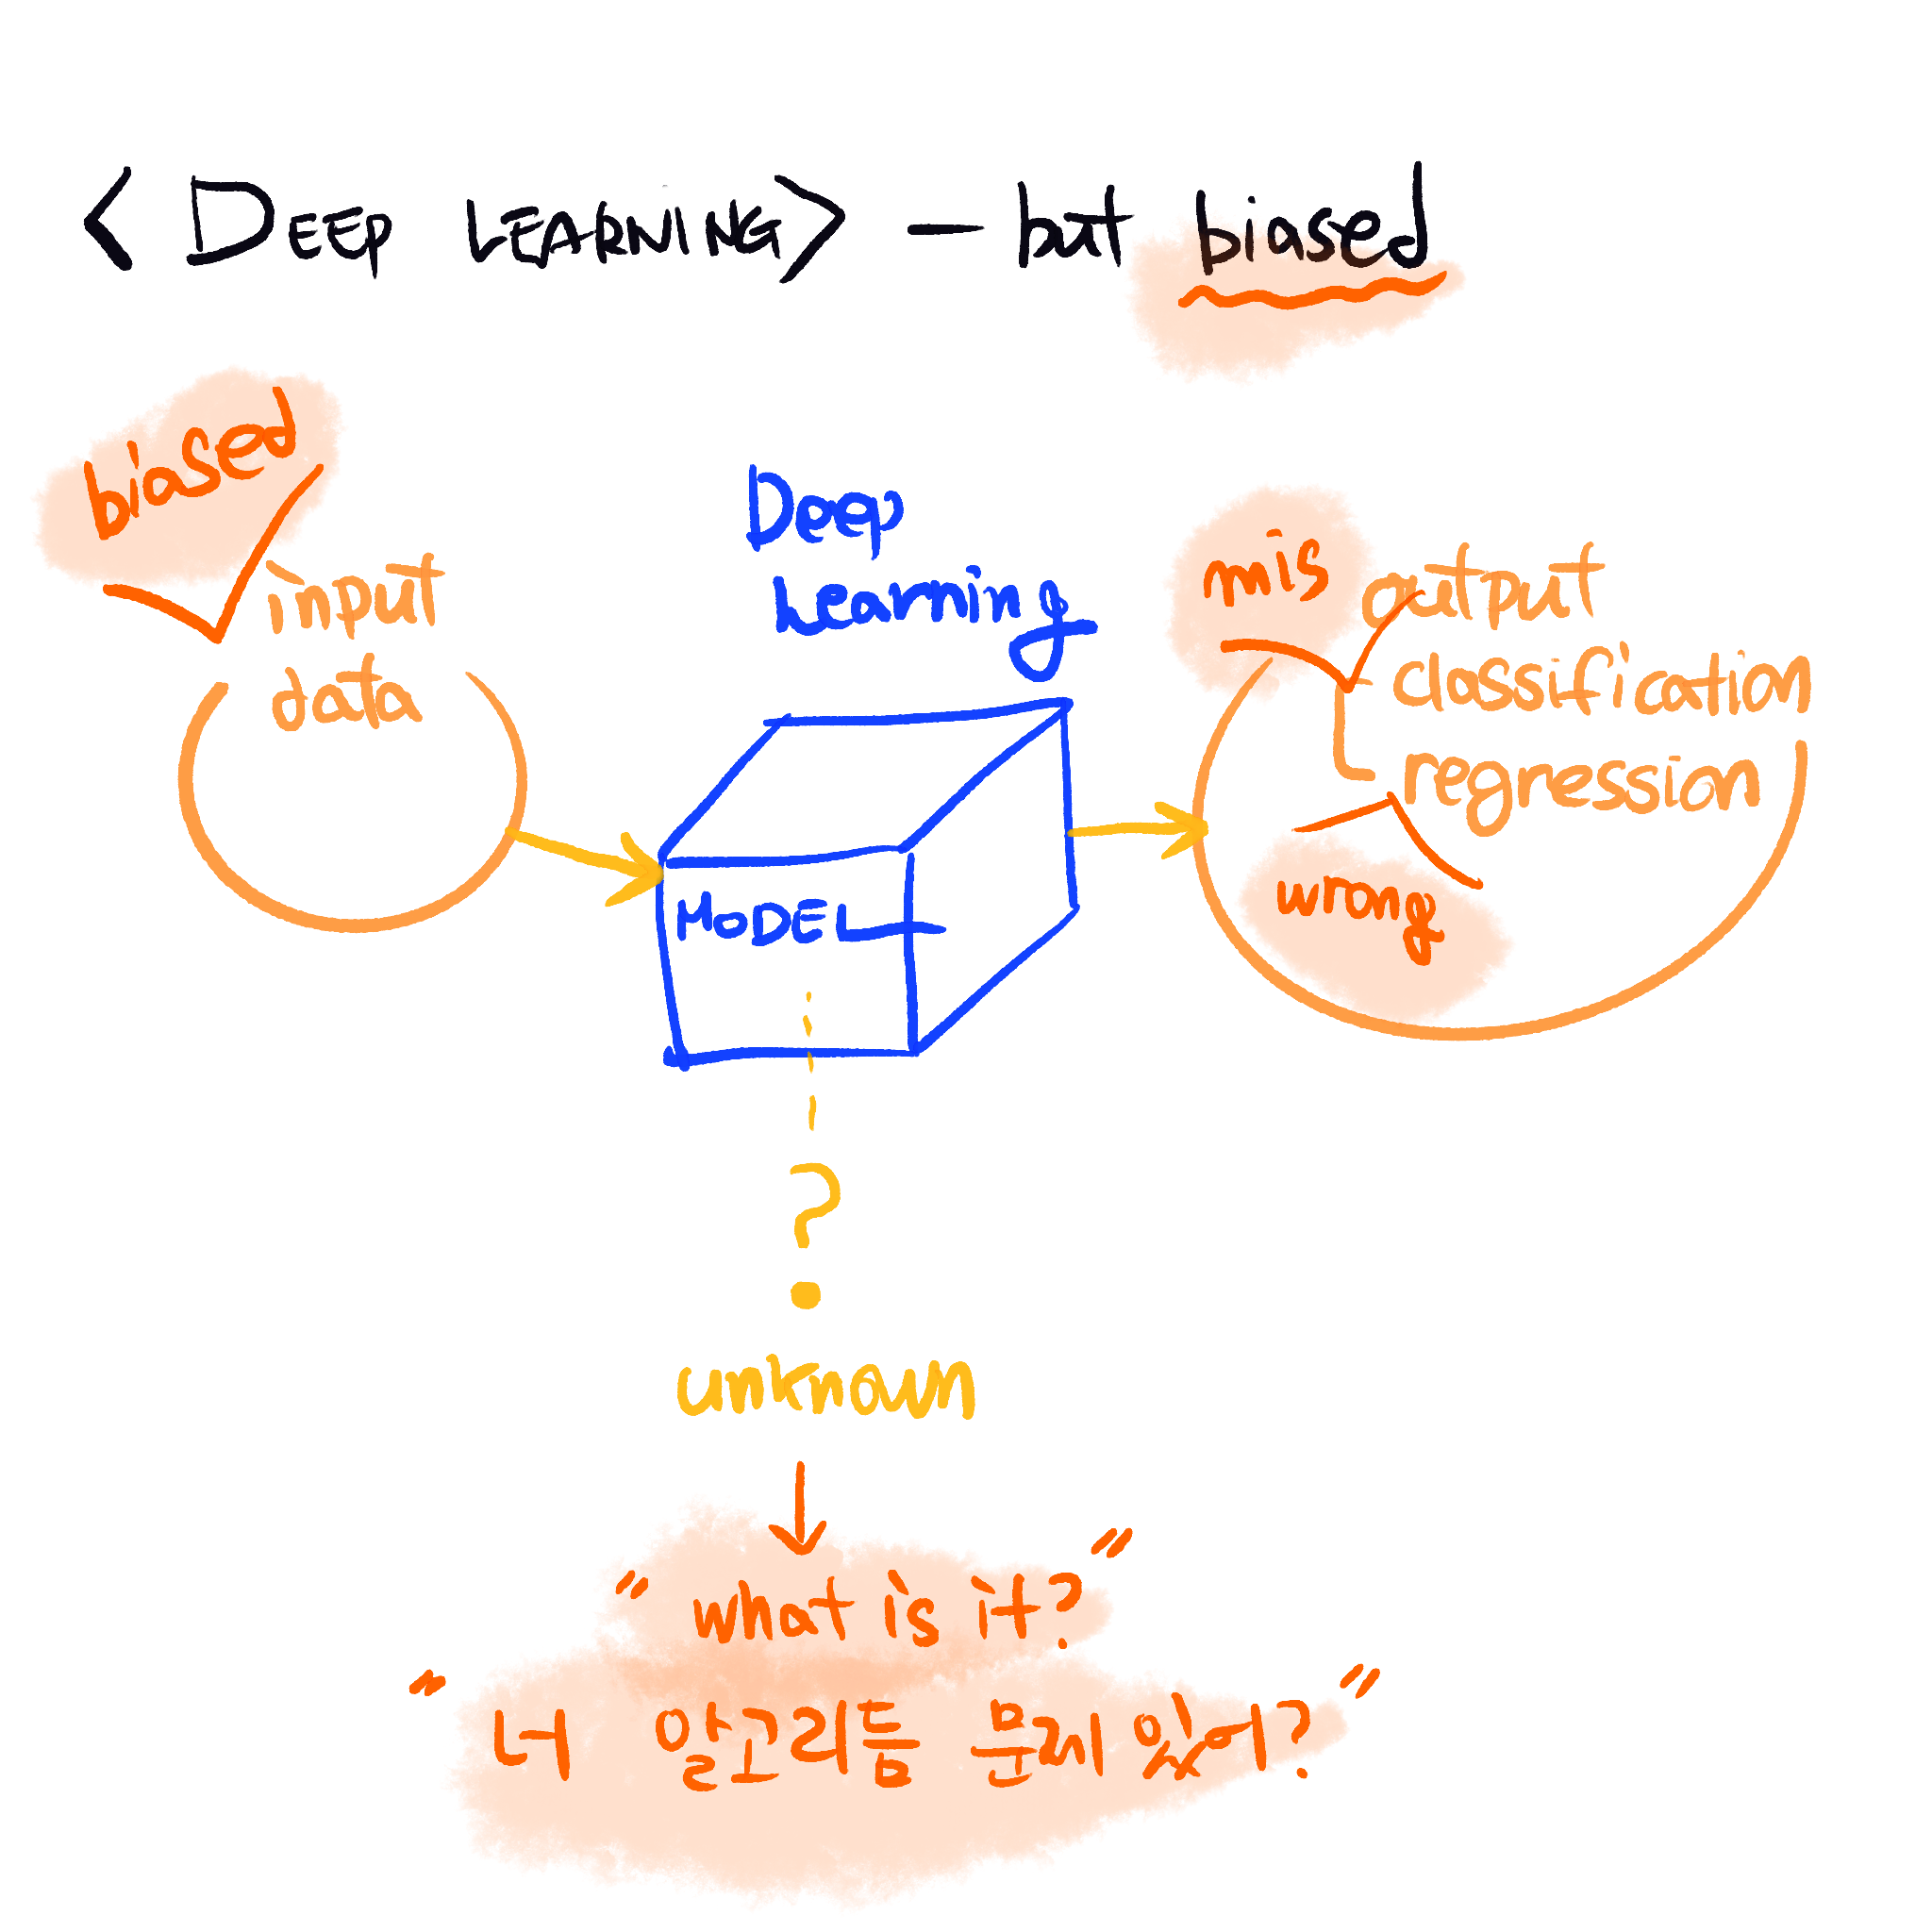 < DEEP LEARNING> - but biased
biased
input
data
Deep
Learning
MODEL
mis
output
classification
regression
wrong
?
unknown
"what is it?"
"너 알고리듬 문제 있어?"